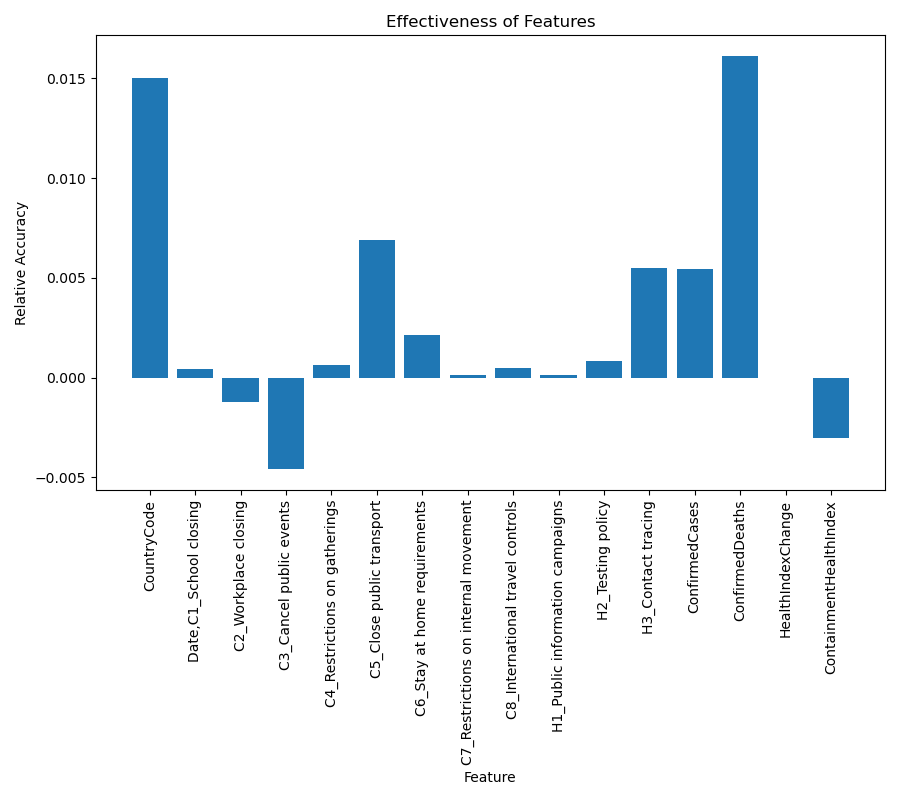 Effectiveness of Features
Relative Accuracy
0.015
0.010
0.005
0.000
−0.005
CountryCode
Date,C1_School closing
C2_Workplace closing
C3_Cancel public events
C4_Restrictions on gatherings
C5_Close public transport
C6_Stay at home requirements
C7_Restrictions on internal movement
C8_International travel controls
H1_Public information campaigns
H2_Testing policy
H3_Contact tracing
ConfirmedCases
ConfirmedDeaths
HealthIndexChange
ContainmentHealthIndex
Feature